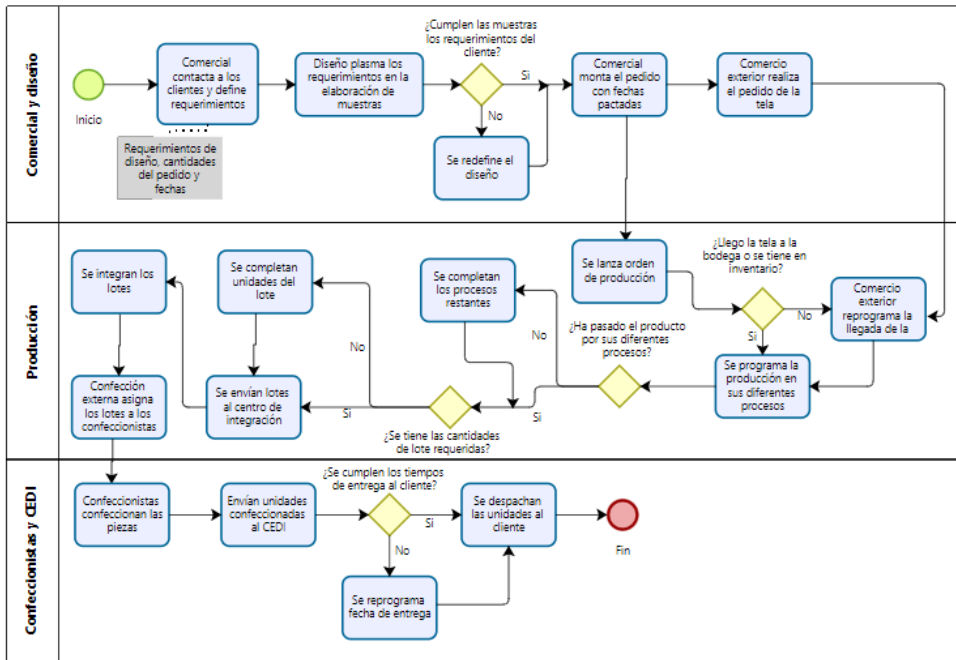 Comercial y diseño
Inicio
Comercial
contacta a los
clientes y define
requerimientos
Requerimientos de
diseño, cantidades
del pedido y
fechas
Diseño plasma los
requerimientos en la
elaboración de
muestras
¿Cumplen las muestras
los requerimientos del
cliente?
Si
No
Se redefine el
diseño
Comercial
monta el pedido
con fechas
pactadas
Comercio
exterior realiza
el pedido de la
tela
Producción
Se lanza orden
de producción
¿Llego la tela a la
bodega o se tiene en
inventario?
No
Si
Comercio
exterior
reprograma la
llegada de la
Se programa la
producción en
sus diferentes
procesos
¿Ha pasado el producto
por sus diferentes
procesos?
No
Si
Se completan
los procesos
restantes
¿Se tiene las cantidades
de lote requeridas?
No
Si
Se completan
unidades del
lote
Se envían lotes
al centro de
integración
Se integran los
lotes
Confección
externa asigna
los lotes a los
confeccionistas
Confeccionistas y CEDI
Confeccionistas
confeccionan las
piezas
Envían unidades
confeccionadas
al CEDI
¿Se cumplen los tiempos
de entrega al cliente?
Si
No
Se reprograma
fecha de entrega
Se despachan
las unidades al
cliente
Fin